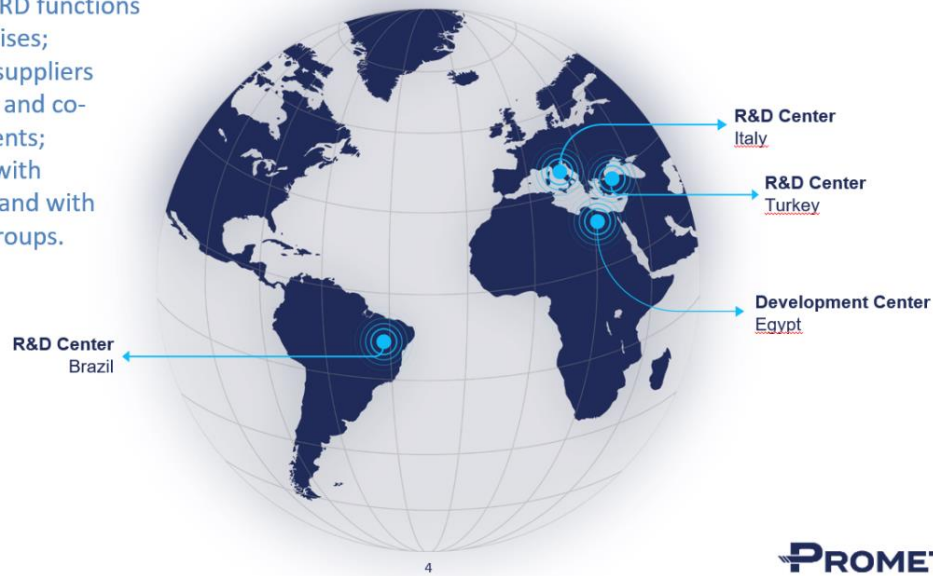 RD functions
ises;
suppliers
and co-
ents;
with
and with
roups.
R&D Center
Italy
R&D Center
Turkey
Development Center
Egypt
R&D Center
Brazil
4
PROME